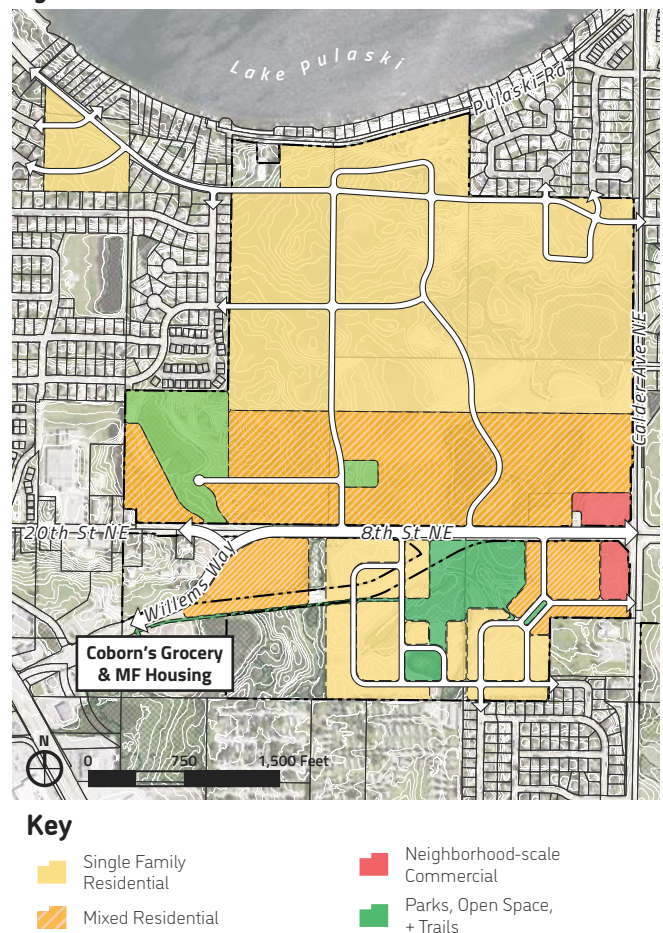 Lake Pulaski
Pulaski Rd
Calder Ave NE
20th St NE
8th St NE
Willems Way
Coborn's Grocery
& MF Housing
N
0 750 1,500 Feet
Key
Single Family
Residential
Mixed Residential
Neighborhood-scale
Commercial
Parks, Open Space,
+ Trails